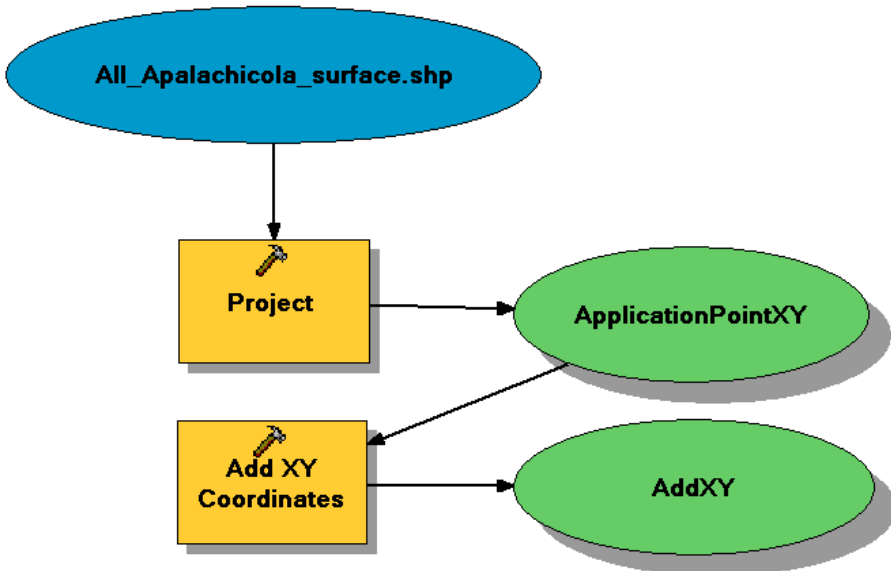 All_Apalachicola_surface.shp
Project
ApplicationPointXY
Add XY
Coordinates
AddXY